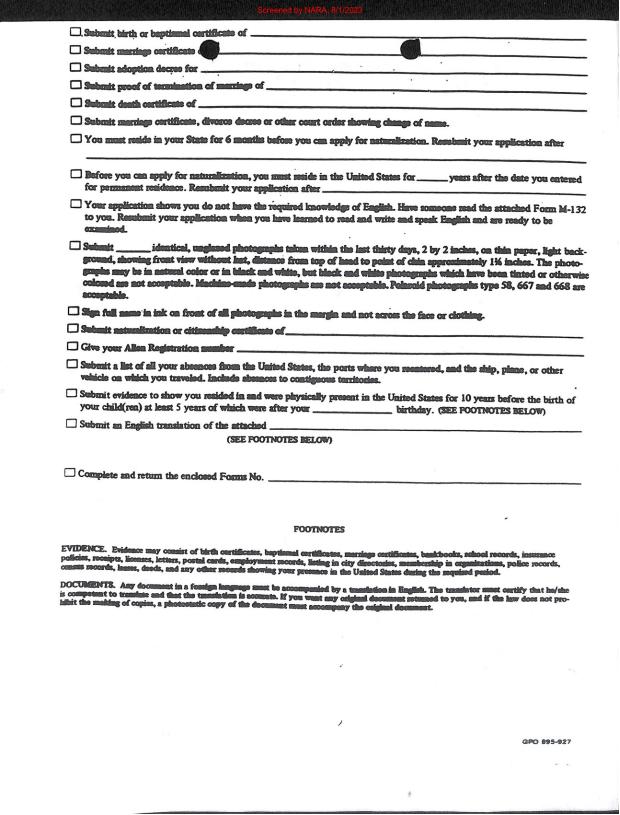 Screened by NARA, 8/1/2023
Submit birth or baptismal certificate of
Submit marriage certificate
Submit adoption decree for
Submit proof of termination of marriage of
Submit death certificate of
Submit marriage certificate, divorce decree or other court order showing change of name.
You must reside in your State for 6 months before you can apply for naturalization. Resubmit your application after
Before you can apply for naturalization, you must reside in the United States for ______ years after the date you entered
for permanent residence. Resubmit your application after
Your application shows you do not have the required knowledge of English. Have someone read the attached Form M-132
to you. Resubmit your application when you have learned to read and write and speak English and are ready to be
examined.
Submit ______ identical, unglazed photographs taken within the last thirty days, 2 by 2 inches, on thin paper, light back-
ground, showing front view without hat, distance from top of head to point of chin approximately 1¼ inches. The photo-
graphs may be in natural color or in black and white, but black and white photographs which have been tinted or otherwise
colored are not acceptable. Machine-made photographs are not acceptable. Polaroid photographs type 58, 667 and 668 are
acceptable.
Sign full name in ink on front of all photographs in the margin and not across the face or clothing.
Submit naturalization or citizenship certificate of
Give your Alien Registration number
Submit a list of all your absences from the United States, the ports where you reentered, and the ship, plane, or other
vehicle on which you traveled. Include absences to contiguous territories.
Submit evidence to show you resided in and were physically present in the United States for 10 years before the birth of
your child(ren) at least 5 years of which were after your ______ birthday. (SEE FOOTNOTES BELOW)
Submit an English translation of the attached
(SEE FOOTNOTES BELOW)
Complete and return the enclosed Forms No.
FOOTNOTES
EVIDENCE. Evidence may consist of birth certificates, baptismal certificates, marriage certificates, bankbooks, school records, insurance
policies, receipts, licenses, letters, postal cards, employment records, listing in city directories, membership in organizations, police records,
census records, leases, deeds, and any other records showing your presence in the United States during the required period.
DOCUMENTS. Any document in a foreign language must be accompanied by a translation in English. The translator must certify that he/she
is competent to translate and that the translation is accurate. If you want any original document returned to you, and if the law does not pro-
hibit the making of copies, a photostatic copy of the document must accompany the original document.
GPO 895-927